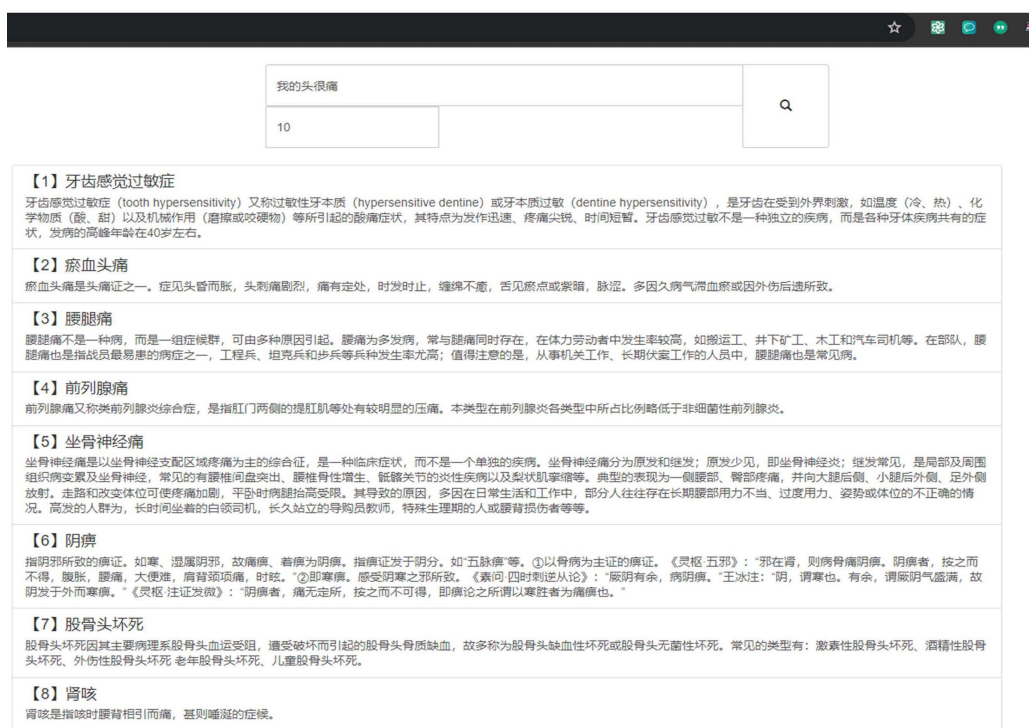 我的头很痛
10
【1】牙齿感觉过敏症
牙齿感觉过敏症（tooth hypersensitivity）又称过敏性牙本质（hypersensitive dentine）或牙本质过敏（dentine hypersensitivity），是牙齿在受到外界刺激，如温度（冷、热）、化
学物质（酸、甜）以及机械作用（磨擦或咬硬物）等所引起的酸痛症状，其特点为发作迅速、疼痛尖锐、时间短暂。牙齿感觉过敏不是一种独立的疾病，而是各种牙体疾病共有的症
状，发病的高峰年龄在40岁左右。
【2】瘀血头痛
瘀血头痛是头痛证之一。症见头昏而胀，头刺痛剧烈，痛有定处，时发时止，缠绵不癒，舌见瘀点或紫暗，脉涩。多因久病气滞血瘀或因外伤后遗所致。
【3】腰腿痛
腰腿痛不是一种病，而是一组症候群，可由多种原因引起。腰痛为多发病，常与腿痛同时存在，在体力劳动者中发生率较高，如搬运工、井下矿工、木工和汽车司机等。在部队，腰
腿痛也是指战员最易患的病症之一，工程兵、坦克兵和步兵等兵种发生率尤高；值得注意的是，从事机关工作、长期伏案工作的人员中，腰腿痛也是常见病。
【4】前列腺痛
前列腺痛又称类前列腺炎综合症，是指肛门两侧的提肛肌等处有较明显的压痛。本类型在前列腺炎各类型中所占比例略低于非细菌性前列腺炎。
【5】坐骨神经痛
坐骨神经痛是以坐骨神经支配区域疼痛为主的综合征，是一种临床症状，而不是一个单独的疾病。坐骨神经痛分为原发和继发；原发少见，即坐骨神经炎；继发常见，是局部及周围
组织病变累及坐骨神经，常见的有腰椎间盘突出、腰椎骨性增生、骶髂关节的炎性疾病以及梨状肌挛缩等。典型的表现为一侧腰部、臀部疼痛，并向大腿后侧、小腿后外侧、足外侧
放射。走路和改变体位可使疼痛加剧，平卧时病腿抬高受限。其导致的原因，多因在日常生活和工作中，部分人往往存在长期腰部用力不当、过度用力、姿势或体位的不正确的情
况。高发的人群为，长时间坐着的白领司机，长久站立的导购员教师，特殊生理期的人或腰背损伤者等等。
【6】阴痹
指阴邪所致的痹证。如寒、湿属阴邪，故痛痹、着痹为阴痹。指痹证发于阴分。如“五脉痹”等。①以骨病为主证的痹证。《灵枢·五邪》：“邪在肾，则病骨痛阴痹。阴痹者，按之而
不得，腹胀，腰痛，大便难，肩背颈项痛，时眩。”②即寒痹。感受阴寒之邪所致。《素问·四时刺逆从论》：“厥阴有余，病阴痹。”王冰注：“阴，谓寒也。有余，谓厥阴气盛满，故
阴发于外而寒痹。”《灵枢·注证发微》：“阴痹者，痛无定所，按之而不可得，即痹论之所谓以寒胜者为痛痹也。”
【7】股骨头坏死
股骨头坏死因其主要病理系股骨头血运受阻，遭受破坏而引起的股骨头骨质缺血，故多称为股骨头缺血性坏死或股骨头无菌性坏死。常见的类型有：激素性股骨头坏死、酒精性股骨
头坏死、外伤性股骨头坏死 老年股骨头坏死、儿童股骨头坏死。
【8】肾咳
肾咳是指咳时腰背相引而痛，甚则唾涎的症候。